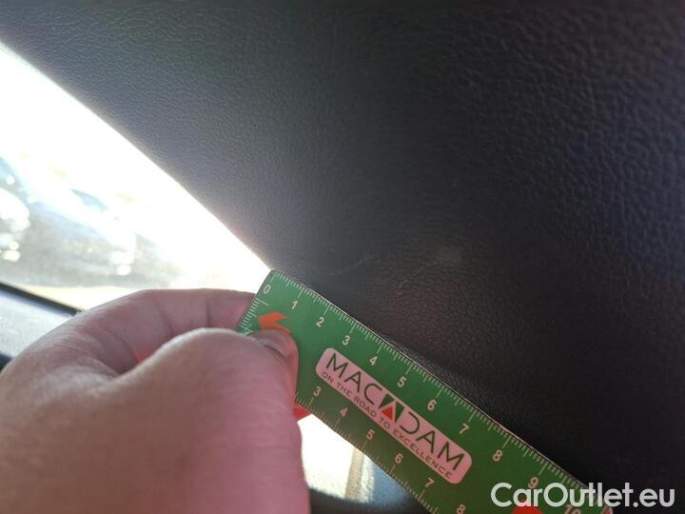 0 1 2 3 4 5 6 7 8 9 10
MACADAM
ON THE ROAD TO EXCELLENCE
3 4 5 6 7 8
CarOutlet.eu